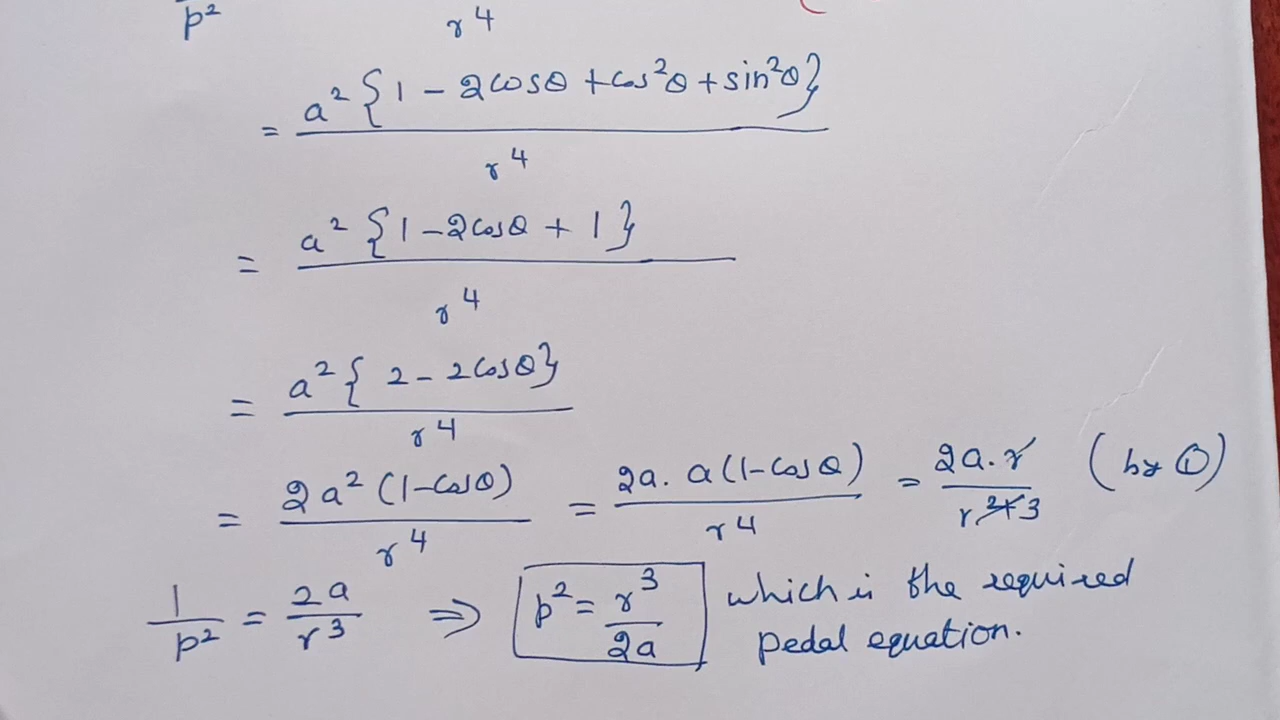 p² r⁴
= a² {1 - 2cosθ + cos²θ + sin²θ} / r⁴
= a² {1 - 2cosθ + 1} / r⁴
= a² {2 - 2cosθ} / r⁴
= 2a² (1-cosθ) / r⁴ = 2a. a(1-cosθ) / r⁴ = 2a.r / r³ (by ①)
1/p² = 2a/r³ ⇒ p² = r³/2a which is the required
pedal equation.